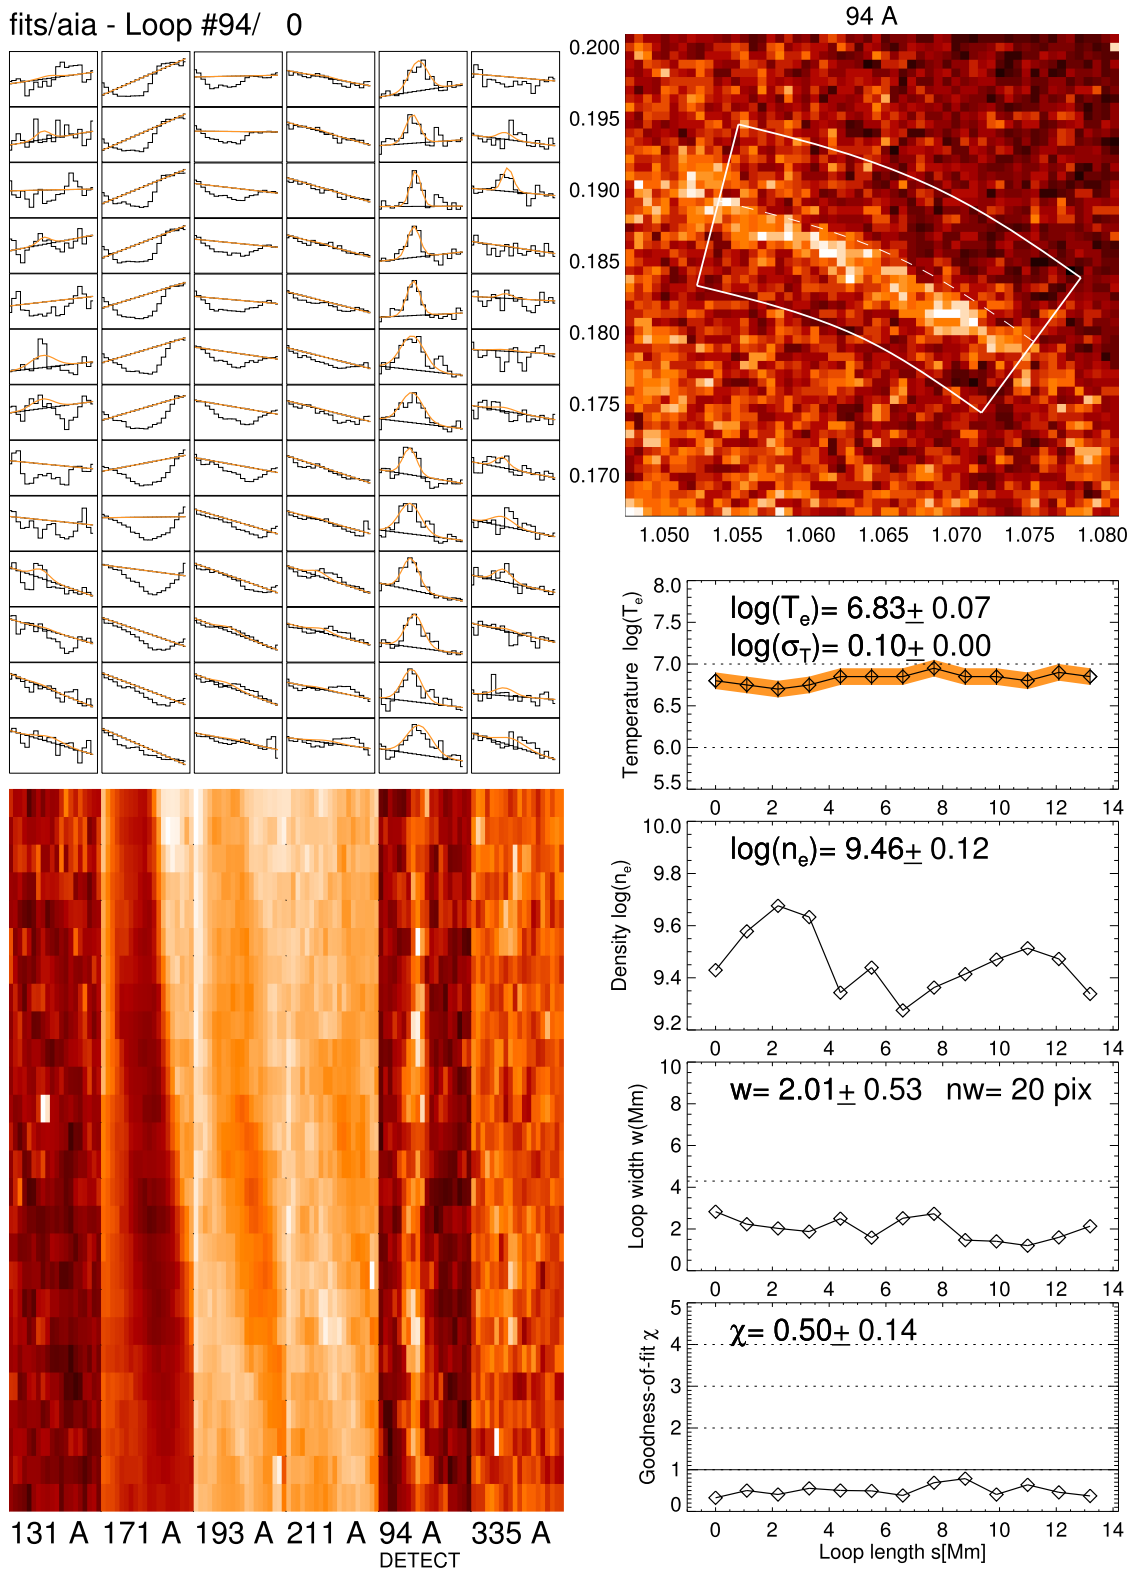 fits/aia - Loop #94/ 0
94 A
0.200
0.195
0.190
0.185
0.180
0.175
0.170
1.050 1.055 1.060 1.065 1.070 1.075 1.080
Temperature log(Te)
8.0
7.5
7.0
6.5
6.0
5.5
log(Te)= 6.83± 0.07
log(σT)= 0.10± 0.00
0 2 4 6 8 10 12 14
Density log(ne)
10.0
9.8
9.6
9.4
9.2
log(ne)= 9.46± 0.12
0 2 4 6 8 10 12 14
Loop width w(Mm)
10
8
6
4
2
0
w= 2.01± 0.53 nw= 20 pix
0 2 4 6 8 10 12 14
Goodness-of-fit χ
5
4
3
2
1
0
χ= 0.50± 0.14
0 2 4 6 8 10 12 14
Loop length s[Mm]
131 A 171 A 193 A 211 A 94 A 335 A
DETECT